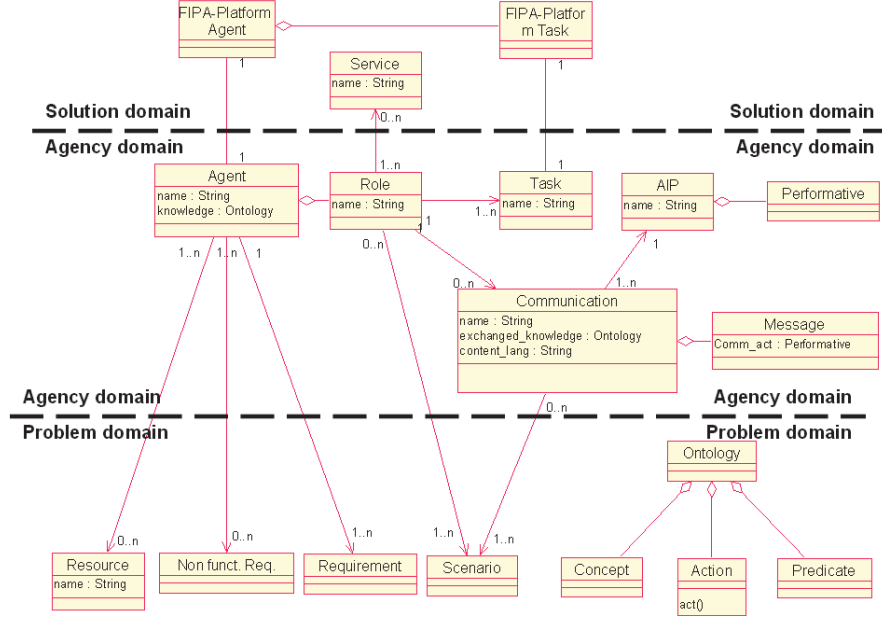 FIPA-Platform
Agent
FIPA-Platfor
m Task
1
1
Service
name : String
0..n
Solution domain
Solution domain
Agency domain
Agency domain
1
1..n
1
Agent
name : String
knowledge : Ontology
Role
name : String
Task
name : String
AIP
name : String
Performative
1..n
1..n
1..n
1
0..n
1
1
1
0..n
1..n
Communication
name : String
exchanged_knowledge : Ontology
content_lang : String
Message
Comm_act : Performative
Agency domain
Agency domain
0..n
Problem domain
Problem domain
Ontology
0..n
0..n
1..n
1..n
1..n
Resource
name : String
Non funct. Req.
Requirement
Scenario
Concept
Action
act()
Predicate